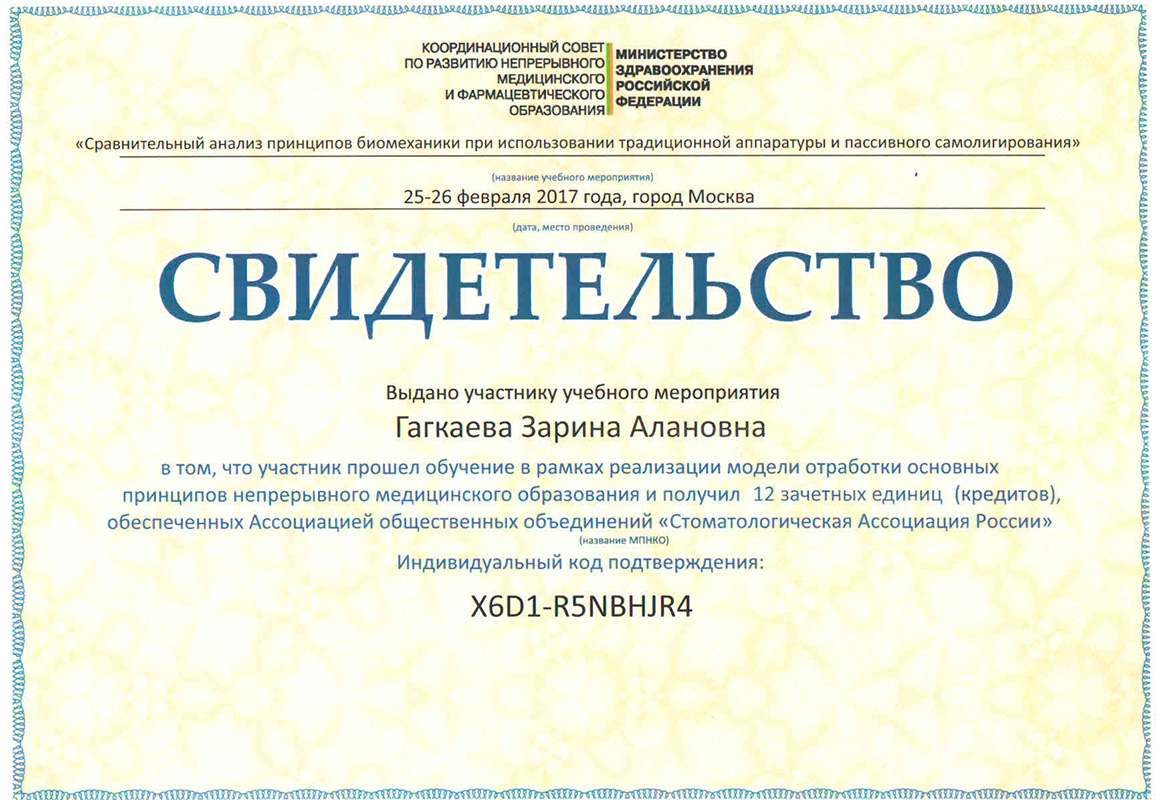 КООРДИНАЦИОННЫЙ СОВЕТ
ПО РАЗВИТИЮ НЕПРЕРЫВНОГО
МЕДИЦИНСКОГО
И ФАРМАЦЕВТИЧЕСКОГО
ОБРАЗОВАНИЯ
МИНИСТЕРСТВО
ЗДРАВООХРАНЕНИЯ
РОССИЙСКОЙ
ФЕДЕРАЦИИ
«Сравнительный анализ принципов биомеханики при использовании традиционной аппаратуры и пассивного самолигирования»
(название учебного мероприятия)
25-26 февраля 2017 года, город Москва
(дата, место проведения)
СВИДЕТЕЛЬСТВО
Выдано участнику учебного мероприятия
Гагкаева Зарина Алановна
в том, что участник прошел обучение в рамках реализации модели отработки основных
принципов непрерывного медицинского образования и получил 12 зачетных единиц (кредитов),
обеспеченных Ассоциацией общественных объединений «Стоматологическая Ассоциация России»
(название МПНКО)
Индивидуальный код подтверждения:
X6D1-R5NBHJR4